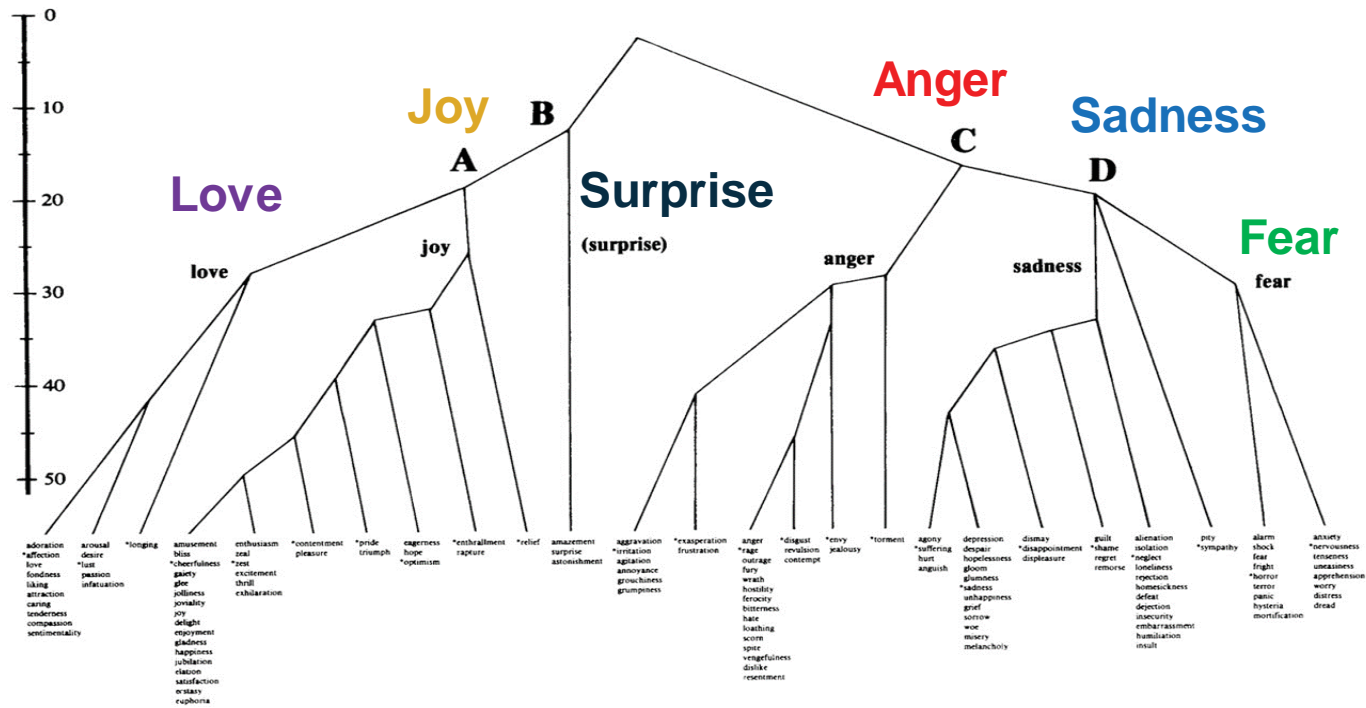 0
10
20
30
40
50
Love
Joy
Surprise
Anger
Sadness
Fear
A
B
C
D
love
joy
(surprise)
anger
sadness
fear
adoration
*affection
love
fondness
liking
attraction
caring
tenderness
compassion
sentimentality
arousal
desire
*lust
passion
infatuation
*longing
amusement
bliss
*cheerfulness
gaiety
glee
jolliness
joviality
joy
delight
enjoyment
gladness
happiness
jubilation
elation
satisfaction
ecstasy
euphoria
enthusiasm
zeal
*zest
excitement
thrill
exhilaration
*contentment
pleasure
*pride
triumph
eagerness
hope
*optimism
*enthrallment
rapture
*relief
amazement
surprise
astonishment
aggravation
*irritation
agitation
annoyance
grouchiness
grumpiness
*exasperation
frustration
anger
*rage
outrage
fury
wrath
hostility
ferocity
bitterness
hate
loathing
scorn
spite
vengefulness
dislike
resentment
*disgust
revulsion
contempt
*envy
jealousy
*torment
agony
*suffering
hurt
anguish
depression
despair
hopelessness
gloom
glumness
*sadness
unhappiness
grief
sorrow
woe
misery
melancholy
dismay
*disappointment
displeasure
guilt
*shame
regret
remorse
alienation
isolation
*neglect
loneliness
rejection
homesickness
defeat
dejection
insecurity
embarrassment
humiliation
insult
pity
*sympathy
alarm
shock
fear
fright
*horror
terror
panic
hysteria
mortification
anxiety
*nervousness
tenseness
uneasiness
apprehension
worry
distress
dread